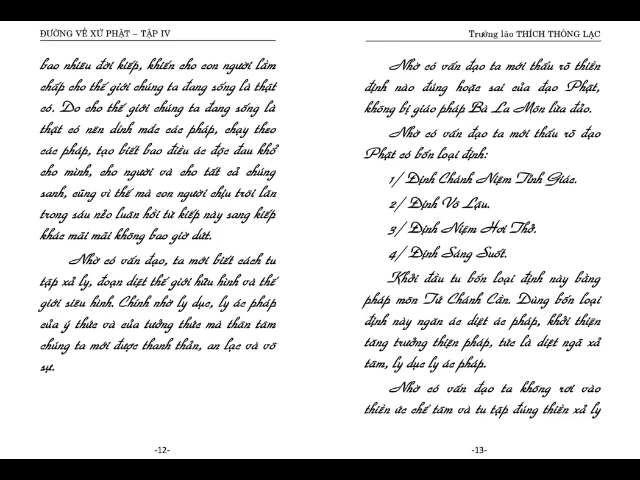 ĐƯỜNG VỀ XỨ PHẬT – TẬP IV
bao nhiêu đời kiếp, khiến cho con người lầm
chấp cho thế giới chúng ta đang sống là thật
có. Do cho thế giới chúng ta đang sống là
thật có nên dính mắc các pháp, chạy theo
các pháp, tạo biết bao điều ác độc đau khổ
cho mình, cho người và cho tất cả chúng
sanh, cũng vì thế mà con người chịu trôi lăn
trong sáu nẻo luân hồi từ kiếp này sang kiếp
khác mãi mãi không bao giờ dứt.
Nhờ có vấn đạo, ta mới biết cách tu
tập xả ly, đoạn diệt thế giới hữu hình và thế
giới siêu hình. Chính nhờ ly dục, ly ác pháp
của ý thức và của tưởng thức mà thân tâm
chúng ta mới được thanh thản, an lạc và vô
sự.
-12-
Trưởng lão THÍCH THÔNG LẠC
Nhờ có vấn đạo ta mới thấu rõ thiền
định nào đúng hoặc sai của đạo Phật,
không bị giáo pháp Bà La Môn lừa đảo.
Nhờ có vấn đạo ta mới thấu rõ đạo
Phật có bốn loại định:
1/ Định Chánh Niệm Tỉnh Giác.
2/ Định Vô Lậu.
3/ Định Niệm Hơi Thở.
4/ Định Sáng Suốt.
Khởi đầu tu bốn loại định này bằng
pháp môn Tứ Chánh Cần. Dùng bốn loại
định này ngăn ác diệt ác pháp, khởi thiện
tăng trưởng thiện pháp, tức là diệt ngã xả
tâm, ly dục ly ác pháp.
Nhờ có vấn đạo ta không rơi vào
thiền ức chế tâm và tu tập đúng thiền xả ly
-13-